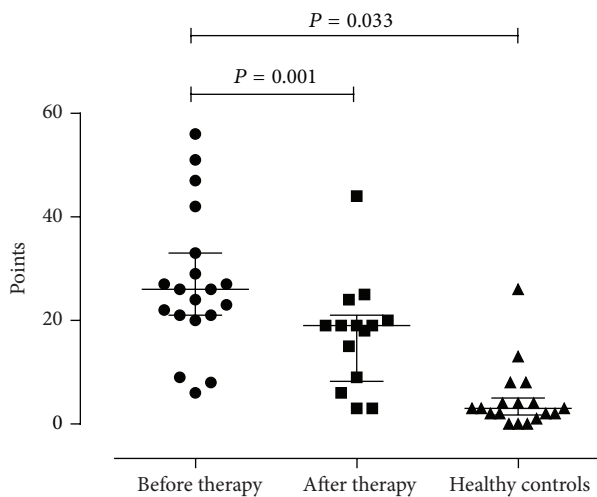 P = 0.033
P = 0.001
60
40
20
0
Points
Before therapy
After therapy
Healthy controls